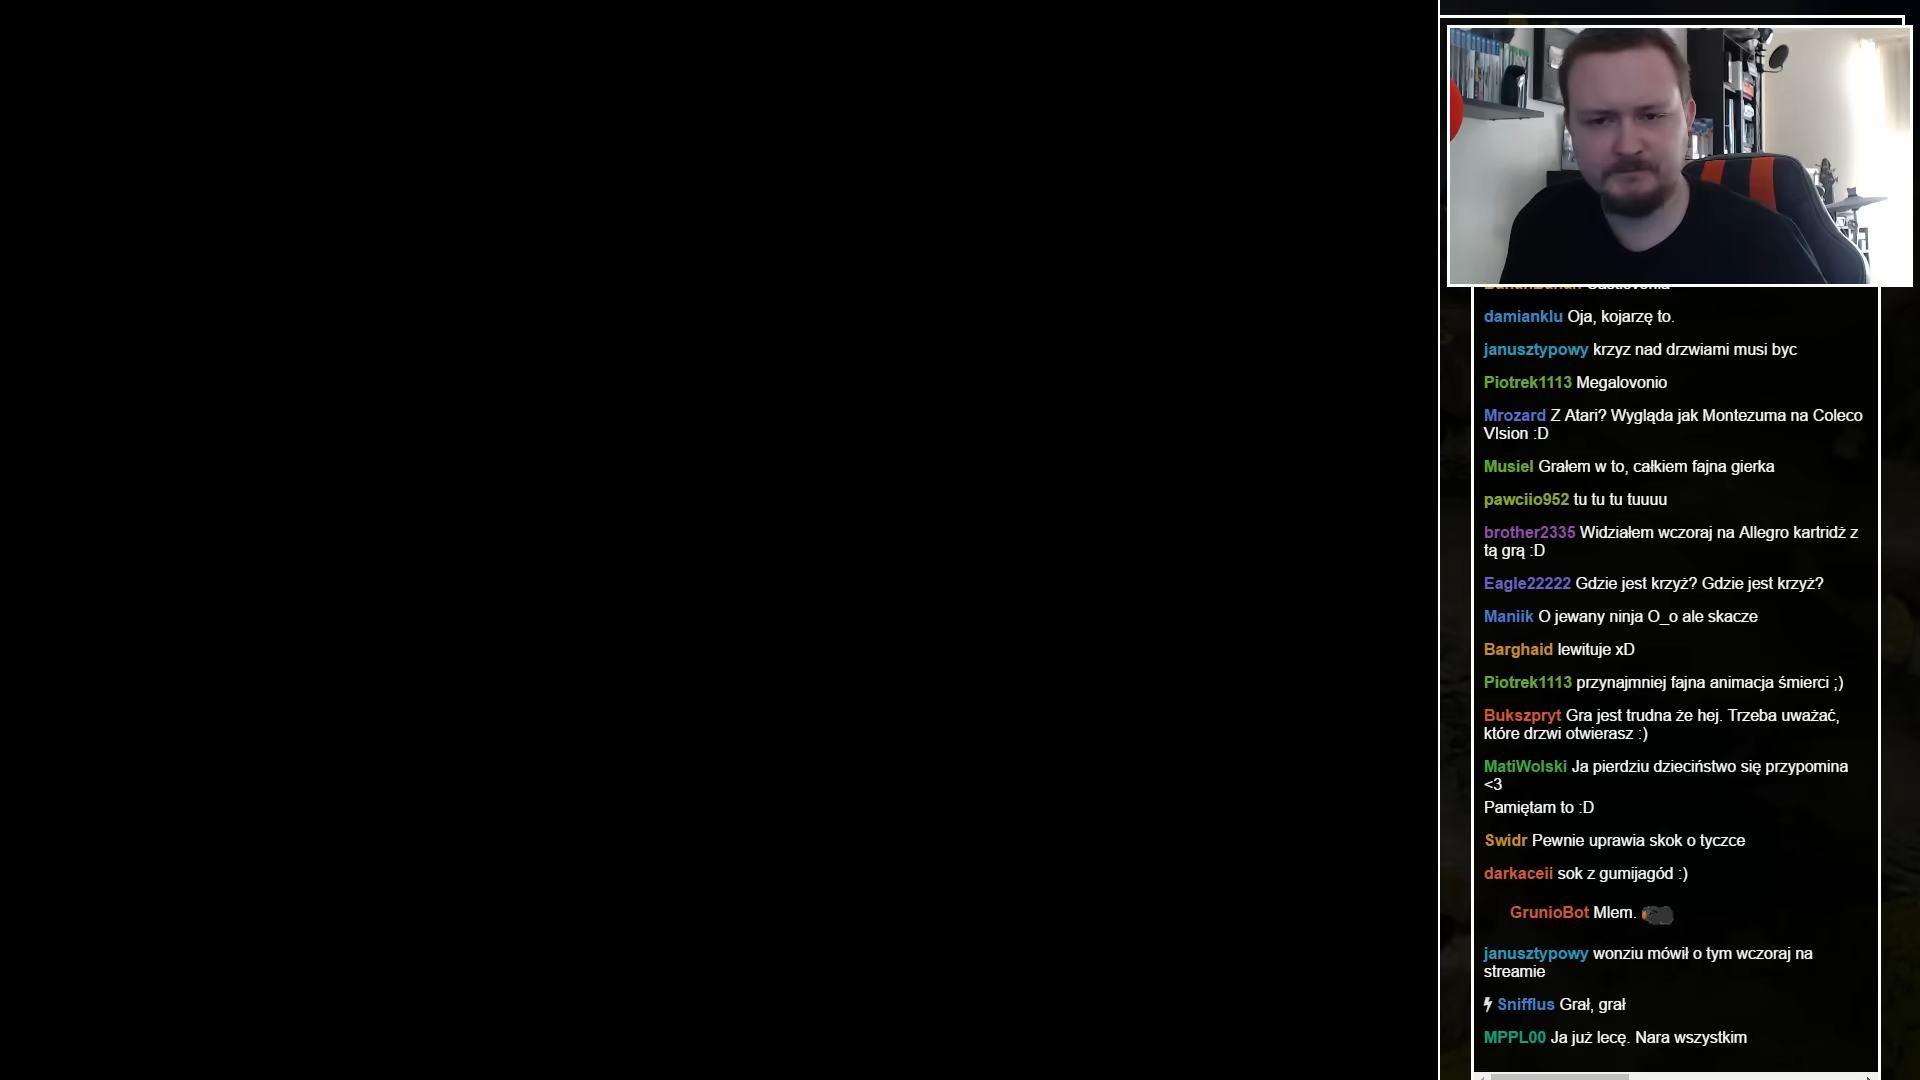 damianklu Oja, kojarzę to.
janusztypowy krzyz nad drzwiami musi byc
Piotrek1113 Megalovonio
Mrozard Z Atari? Wygląda jak Montezuma na Coleco
VIsion :D
Musiel Grałem w to, całkiem fajna gierka
pawciio952 tu tu tu tuuuu
brother2335 Widziałem wczoraj na Allegro kartridż z
tą grą :D
Eagle22222 Gdzie jest krzyż? Gdzie jest krzyż?
Maniik O jewany ninja O_o ale skacze
Barghaid lewituje xD
Piotrek1113 przynajmniej fajna animacja śmierci ;)
Bukszpryt Gra jest trudna że hej. Trzeba uważać,
które drzwi otwierasz :)
MatiWolski Ja pierdziu dzieciństwo się przypomina
<3
Pamiętam to :D
Swidr Pewnie uprawia skok o tyczce
darkaceii sok z gumijagód :)
GrunioBot Mlem.
janusztypowy wonziu mówił o tym wczoraj na
streamie
Snifflus Grał, grał
MPPL00 Ja już lecę. Nara wszystkim